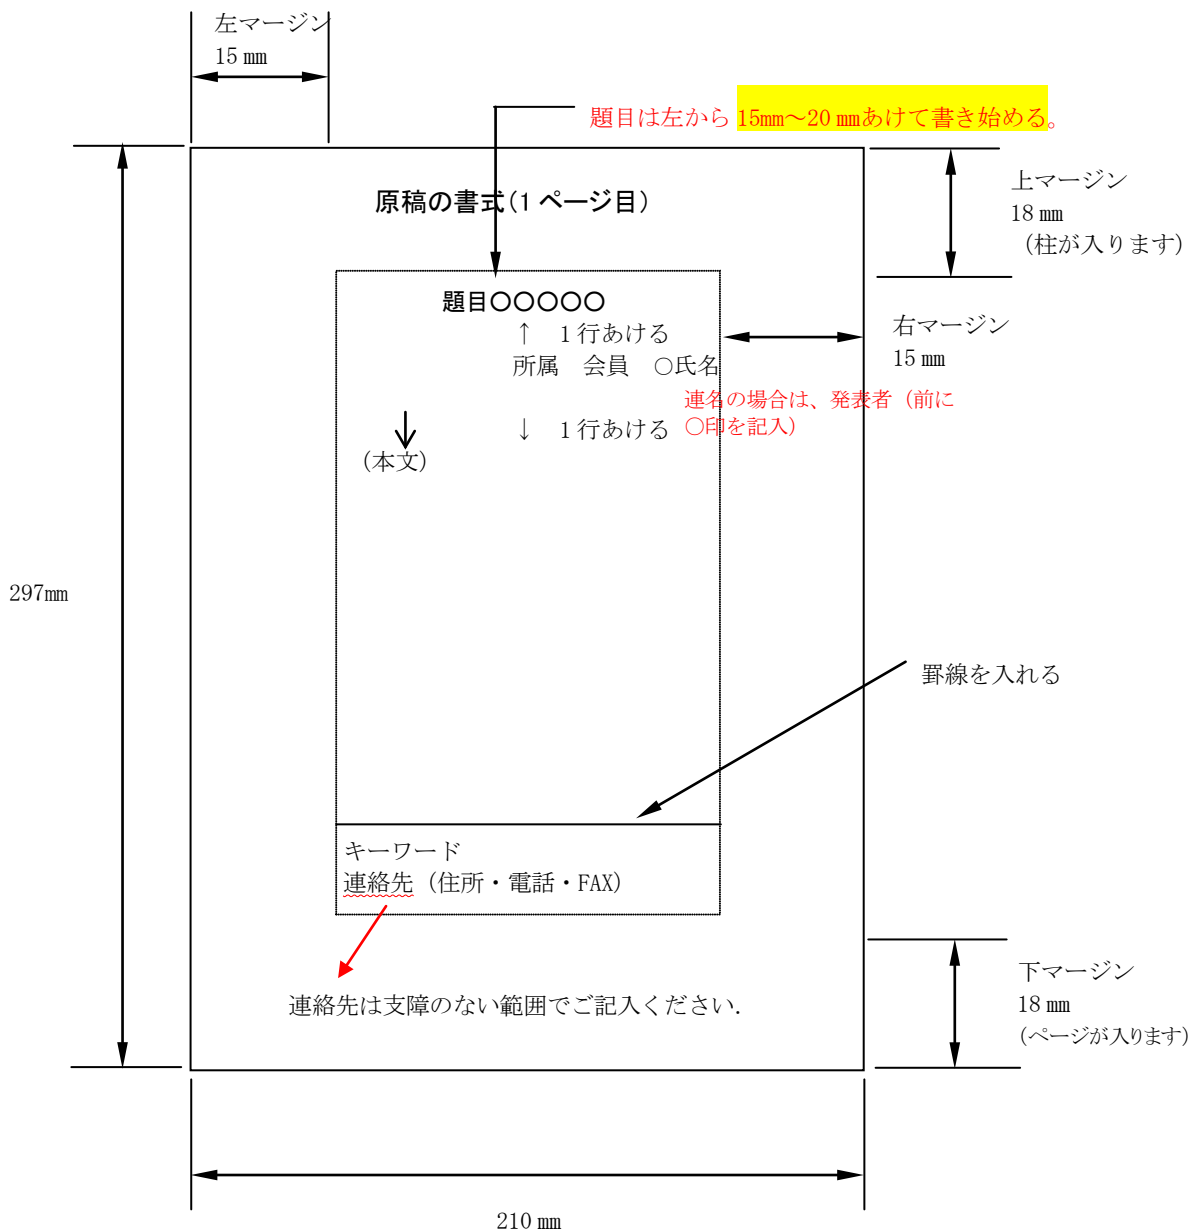 左マージン
15 mm
題目は左から 15mm～20 mmあけて書き始める。
原稿の書式(1 ページ目)
上マージン
18 mm
（柱が入ります）
題目○○○○○
↑　1 行あける
所属　会員　○氏名
右マージン
15 mm
連名の場合は、発表者（前に
○印を記入）
↓　1 行あける
(本文)
297mm
罫線を入れる
キーワード
連絡先（住所・電話・FAX）
連絡先は支障のない範囲でご記入ください.
下マージン
18 mm
(ページが入ります)
210 mm